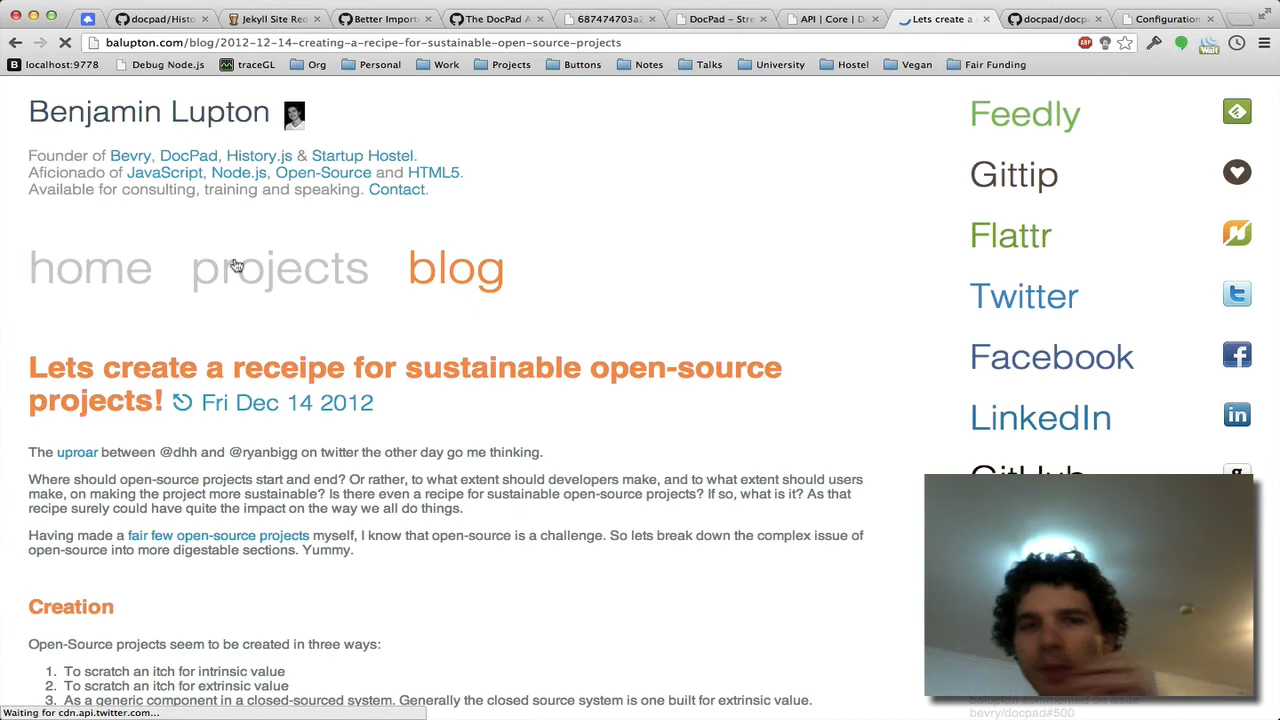 docpad/Histo
Jekyll Site Red
Better Import
The DocPad A
687474703a2
DocPad - Stre
API | Core | D
Lets create a
docpad/docp
Configuration
balupton.com/blog/2012-12-14-creating-a-recipe-for-sustainable-open-source-projects
localhost:9778
Debug Node.js
traceGL
Org
Personal
Work
Projects
Buttons
Notes
Talks
University
Hostel
Vegan
Fair Funding
Benjamin Lupton
Founder of Bevry, DocPad, History.js & Startup Hostel.
Aficionado of JavaScript, Node.js, Open-Source and HTML5.
Available for consulting, training and speaking. Contact.
home projects blog
Lets create a receipe for sustainable open-source
projects! Fri Dec 14 2012
The uproar between @dhh and @ryanbigg on twitter the other day go me thinking.
Where should open-source projects start and end? Or rather, to what extent should developers make, and to what extent should users
make, on making the project more sustainable? Is there even a recipe for sustainable open-source projects? If so, what is it? As that
recipe surely could have quite the impact on the way we all do things.
Having made a fair few open-source projects myself, I know that open-source is a challenge. So lets break down the complex issue of
open-source into more digestable sections. Yummy.
Creation
Open-Source projects seem to be created in three ways:
1. To scratch an itch for intrinsic value
2. To scratch an itch for extrinsic value
3. As a generic component in a closed-sourced system. Generally the closed source system is one built for extrinsic value.
Feedly
Gittip
Flattr
Twitter
Facebook
LinkedIn
GitHub
bevry/docpad#500
Waiting for cdn.api.twitter.com...